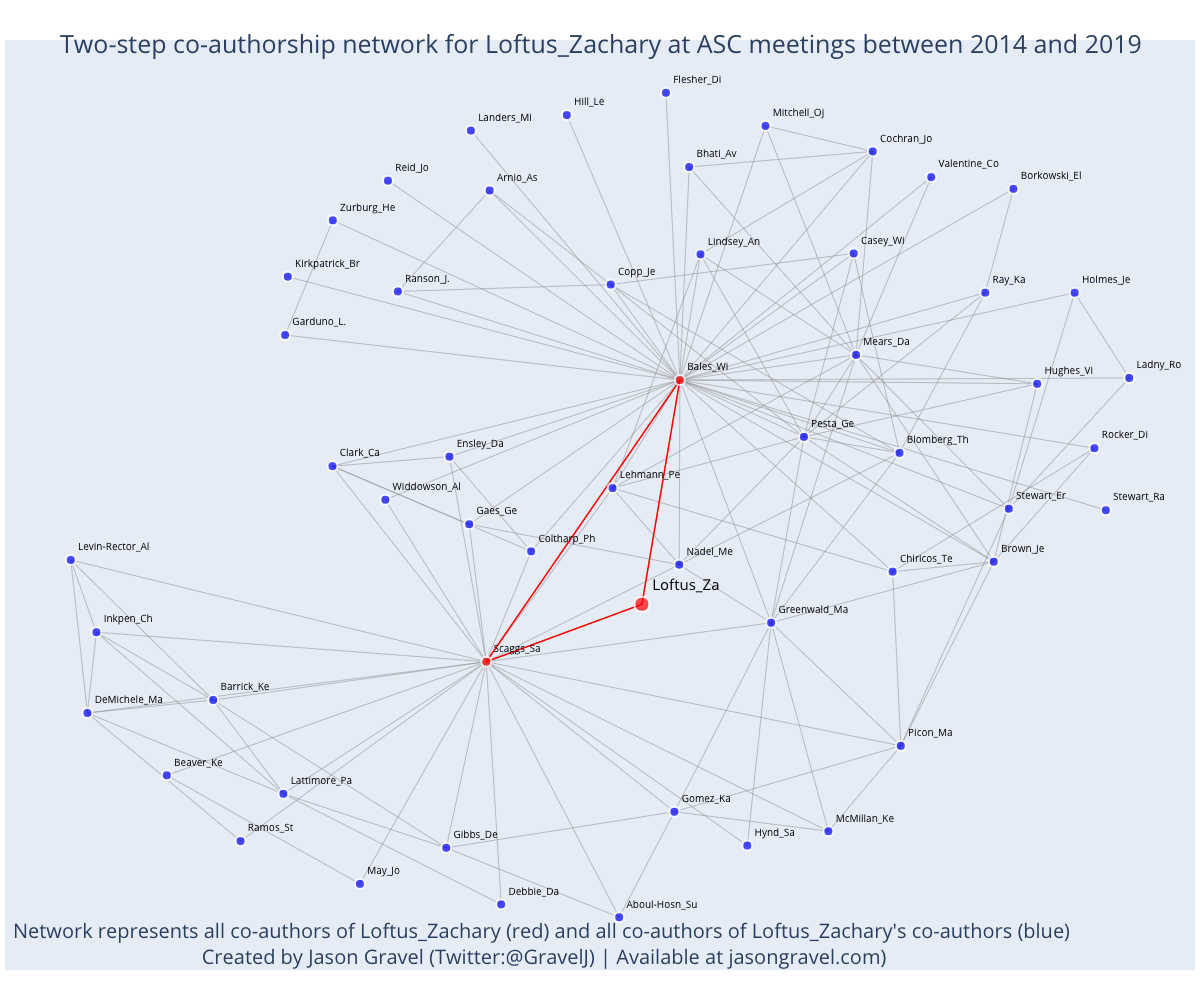 Two-step co-authorship network for Loftus_Zachary at ASC meetings between 2014 and 2019
Flesher_Di
Hill_Le
Mitchell_Oj
Landers_Mi
Cochran_Jo
Bhati_Av
Valentine_Co
Reid_Jo
Arnio_As
Borkowski_El
Zurburg_He
Lindsey_An
Casey_Wi
Kirkpatrick_Br
Ranson_J.
Copp_Je
Ray_Ka
Holmes_Je
Garduno_L.
Mears_Da
Bales_Wi
Hughes_Vi
Ladny_Ro
Pesta_Ge
Blomberg_Th
Rocker_Di
Clark_Ca
Ensley_Da
Lehmann_Pe
Widdowson_Al
Stewart_Er
Stewart_Ra
Gaes_Ge
Coltharp_Ph
Nadel_Me
Chiricos_Te
Brown_Je
Levin-Rector_Al
Loftus_Za
Greenwald_Ma
Inkpen_Ch
Scaggs_Sa
Barrick_Ke
DeMichele_Ma
Picon_Ma
Beaver_Ke
Lattimore_Pa
Gomez_Ka
McMillan_Ke
Ramos_St
Gibbs_De
Hynd_Sa
May_Jo
Debbie_Da
Aboul-Hosn_Su
Network represents all co-authors of Loftus_Zachary (red) and all co-authors of Loftus_Zachary's co-authors (blue)
Created by Jason Gravel (Twitter:@GravelJ) | Available at jasongravel.com)